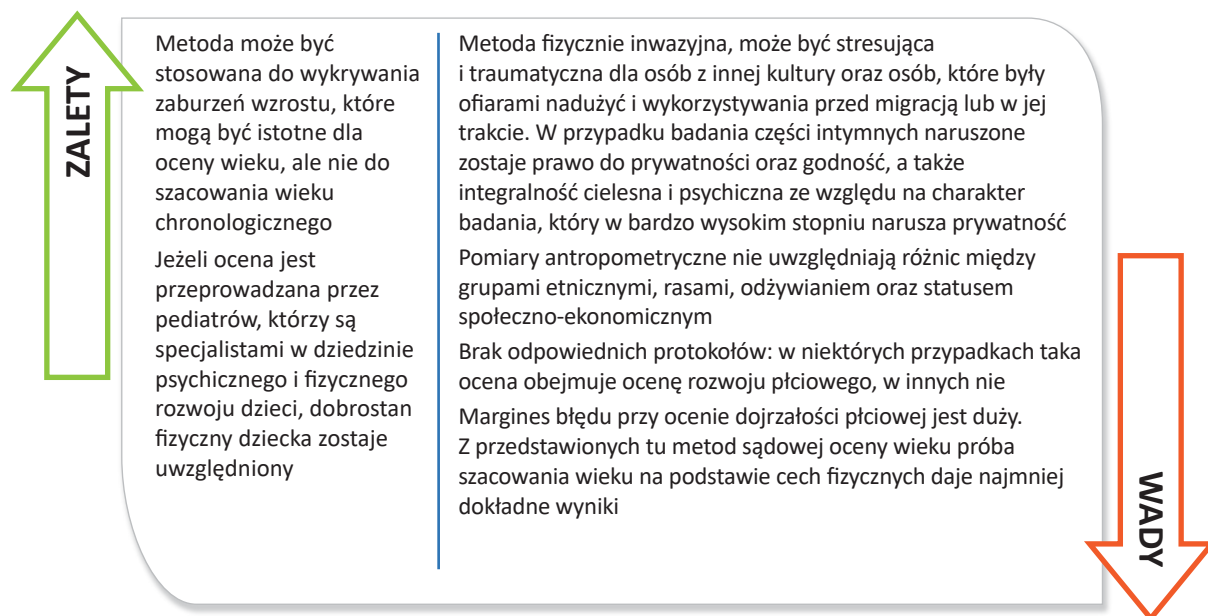 ZALETY
Metoda może być
stosowana do wykrywania
zaburzeń wzrostu, które
mogą być istotne dla
oceny wieku, ale nie do
szacowania wieku
chronologicznego
Jeżeli ocena jest
przeprowadzana przez
pediatrów, którzy są
specjalistami w dziedzinie
psychicznego i fizycznego
rozwoju dzieci, dobrostan
fizyczny dziecka zostaje
uwzględniony
Metoda fizycznie inwazyjna, może być stresująca
i traumatyczna dla osób z innej kultury oraz osób, które były
ofiarami nadużyć i wykorzystywania przed migracją lub w jej
trakcie. W przypadku badania części intymnych naruszone
zostaje prawo do prywatności oraz godność, a także
integralność cielesna i psychiczna ze względu na charakter
badania, który w bardzo wysokim stopniu narusza prywatność
Pomiary antropometryczne nie uwzględniają różnic między
grupami etnicznymi, rasami, odżywianiem oraz statusem
społeczno-ekonomicznym
Brak odpowiednich protokołów: w niektórych przypadkach taka
ocena obejmuje ocenę rozwoju płciowego, w innych nie
Margines błędu przy ocenie dojrzałości płciowej jest duży.
Z przedstawionych tu metod sądowej oceny wieku próba
szacowania wieku na podstawie cech fizycznych daje najmniej
dokładne wyniki
WADY